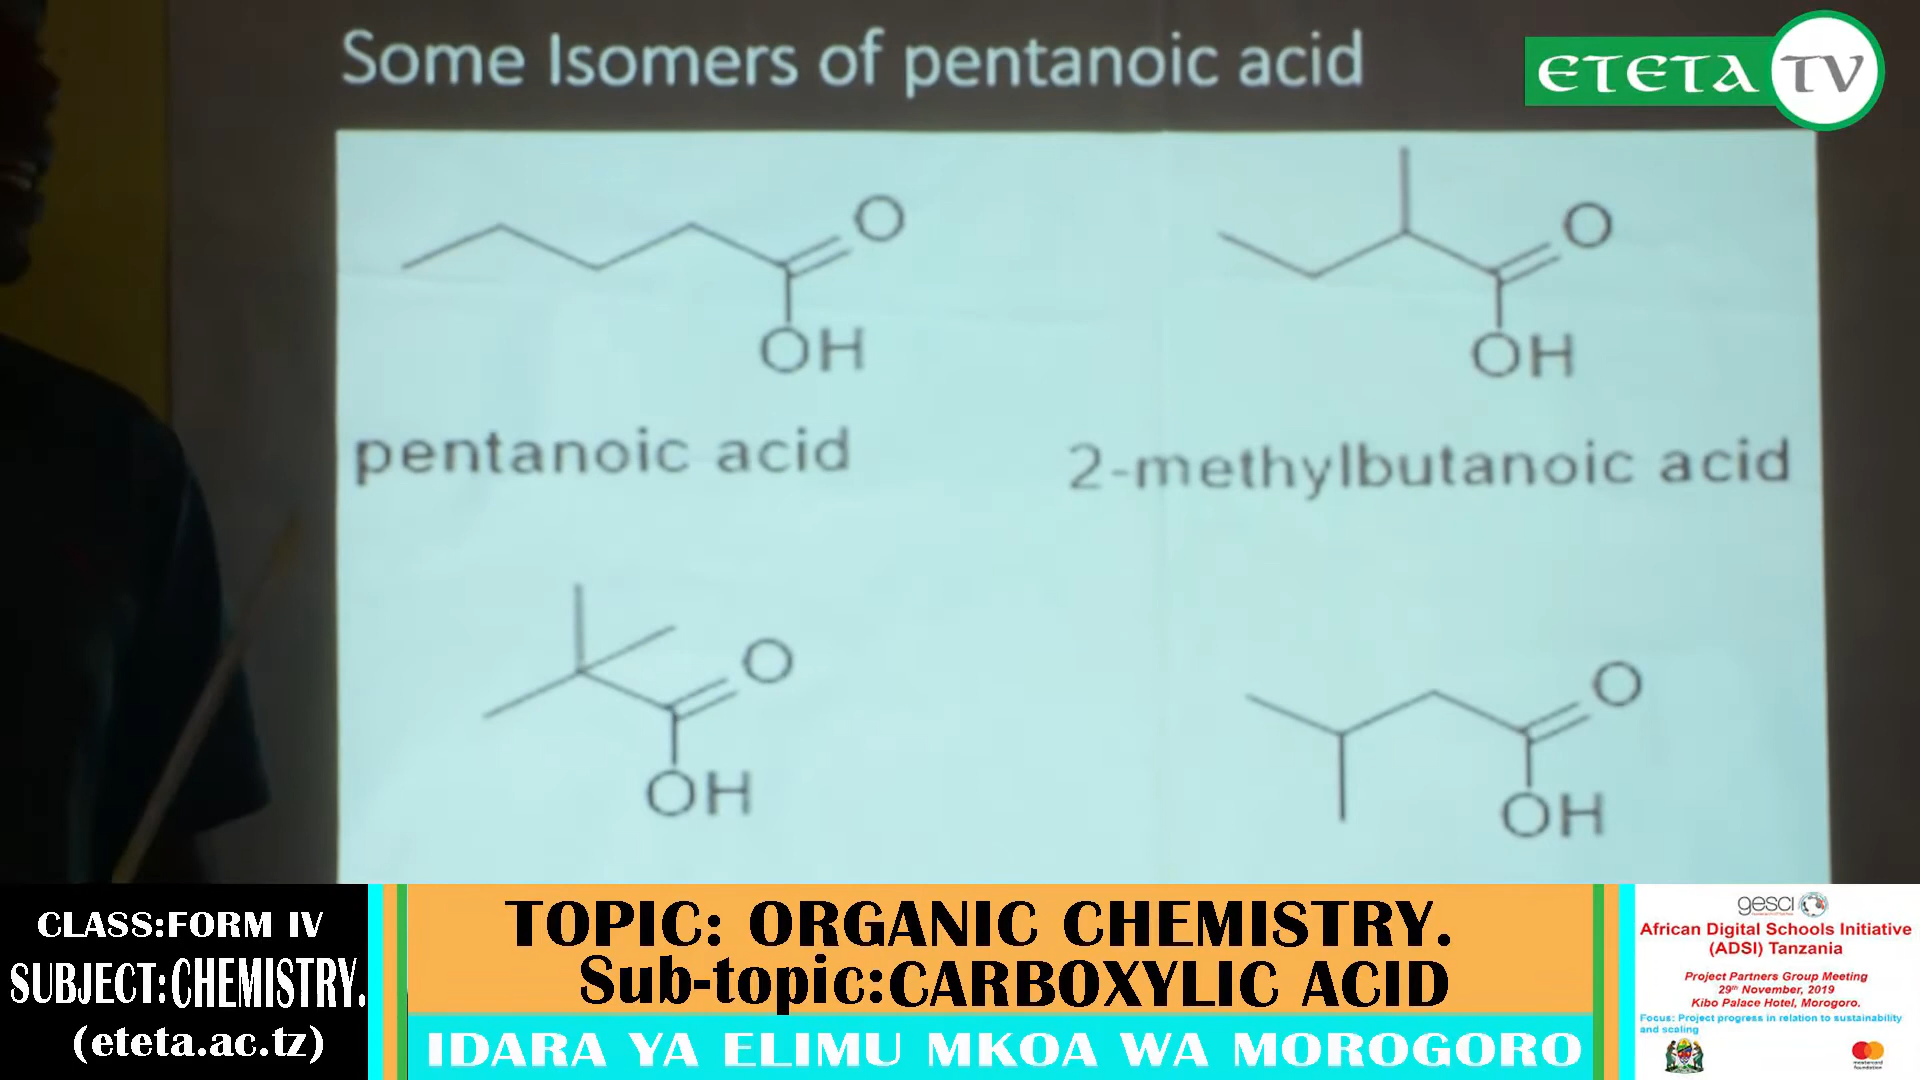 Some Isomers of pentanoic acid
ETETA TV
O
OH
pentanoic acid
O
OH
2-methylbutanoic acid
O
OH
O
OH
CLASS:FORM IV
SUBJECT:CHEMISTRY.
(eteta.ac.tz)
TOPIC: ORGANIC CHEMISTRY.
Sub-topic:CARBOXYLIC ACID
IDARA YA ELIMU MKOA WA MOROGORO
gesci
African Digital Schools Initiative
(ADSI) Tanzania
Project Partners Group Meeting
29th November, 2019
Kibo Palace Hotel, Morogoro.
Focus: Project progress in relation to sustainability
and scaling